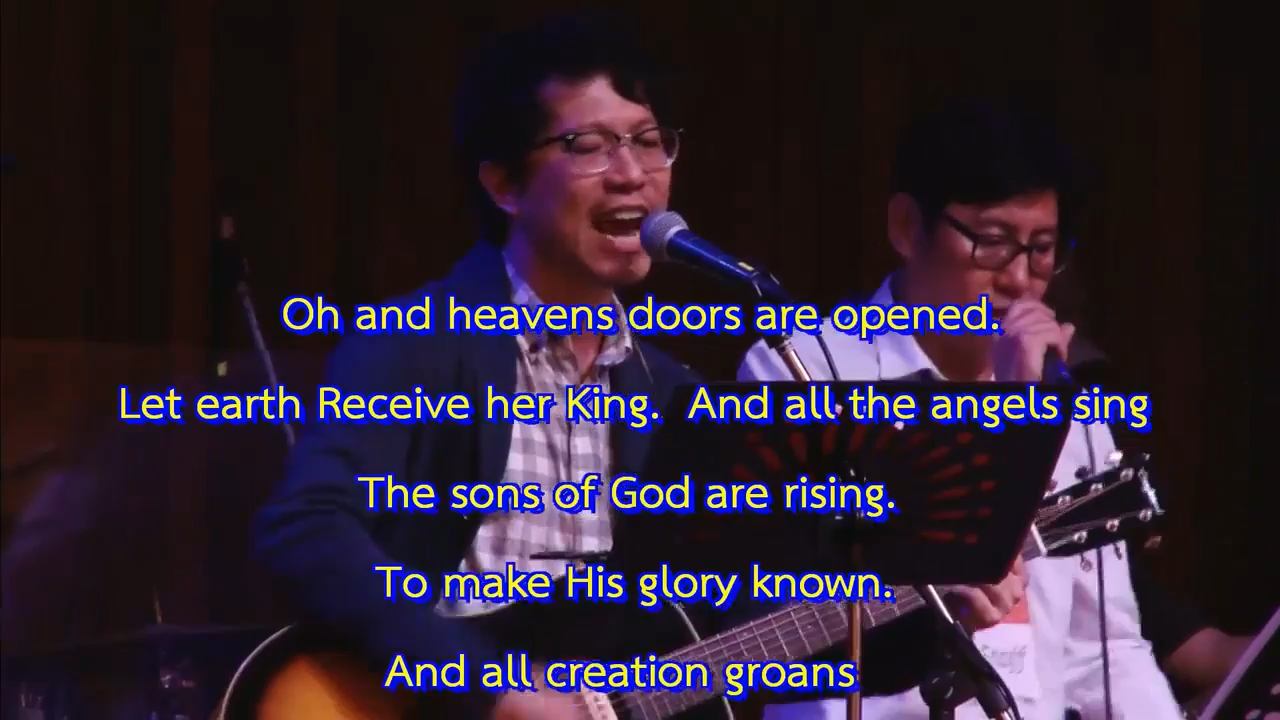 Oh and heavens doors are opened.
Let earth Receive her King.  And all the angels sing
The sons of God are rising.
To make His glory known.
And all creation groans